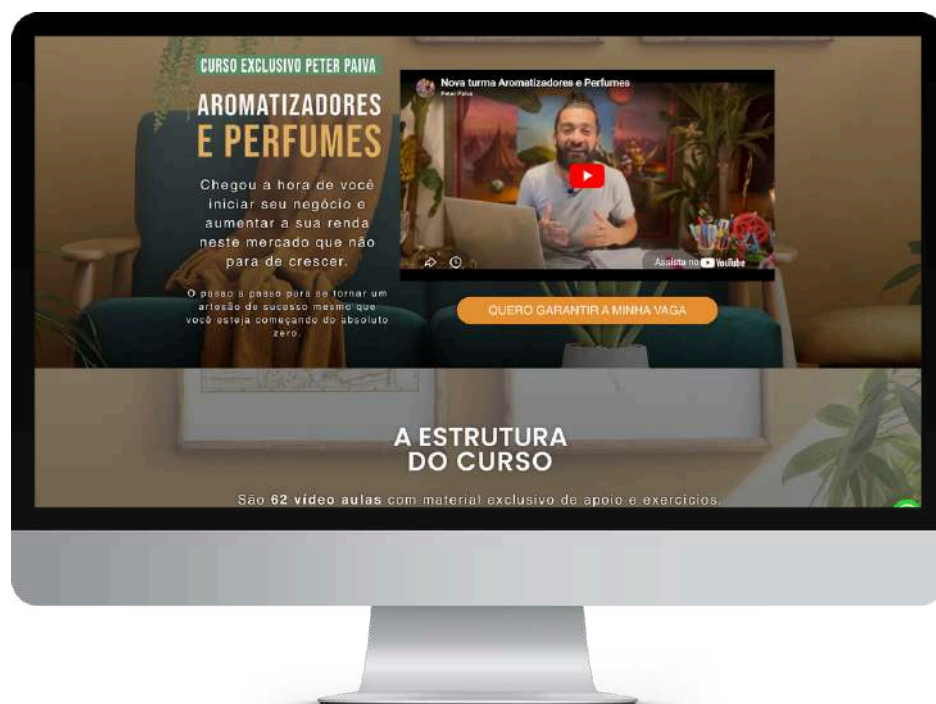 CURSO EXCLUSIVO PETER PAIVA
AROMATIZADORES
E PERFUMES
Chegou a hora de você
iniciar seu negócio e
aumentar a sua renda
neste mercado que não
para de crescer.
O passo a passo para se tornar um
artesão de sucesso mesmo que
você esteja começando do absoluto
zero.
Nova turma Aromatizadores e Perfumes
Peter Paiva
Assista no YouTube
QUERO GARANTIR A MINHA VAGA
A ESTRUTURA
DO CURSO
São 62 vídeo aulas com material exclusivo de apoio e exercícios.